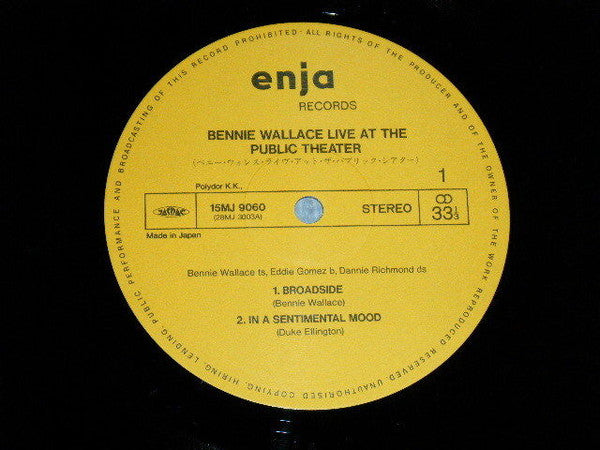 UNAUTHORISED COPYING, HIRING, LENDING, PUBLIC PERFORMANCE AND BROADCASTING OF THIS RECORD PROHIBITED · ALL RIGHTS OF THE PRODUCER AND OF THE OWNER OF THE WORK REPRODUCED RESERVED
enja
RECORDS
BENNIE WALLACE LIVE AT THE
PUBLIC THEATER
(ベニー・ウォレス・ライヴ・アット・ザ・パブリック・シアター)
1
Polydor K.K.,
JASRAC
15MJ 9060
(28MJ 3003A)
STEREO
33 1/3
Made in Japan
Bennie Wallace ts, Eddie Gomez b, Dannie Richmond ds
1. BROADSIDE
(Bennie Wallace)
2. IN A SENTIMENTAL MOOD
(Duke Ellington)